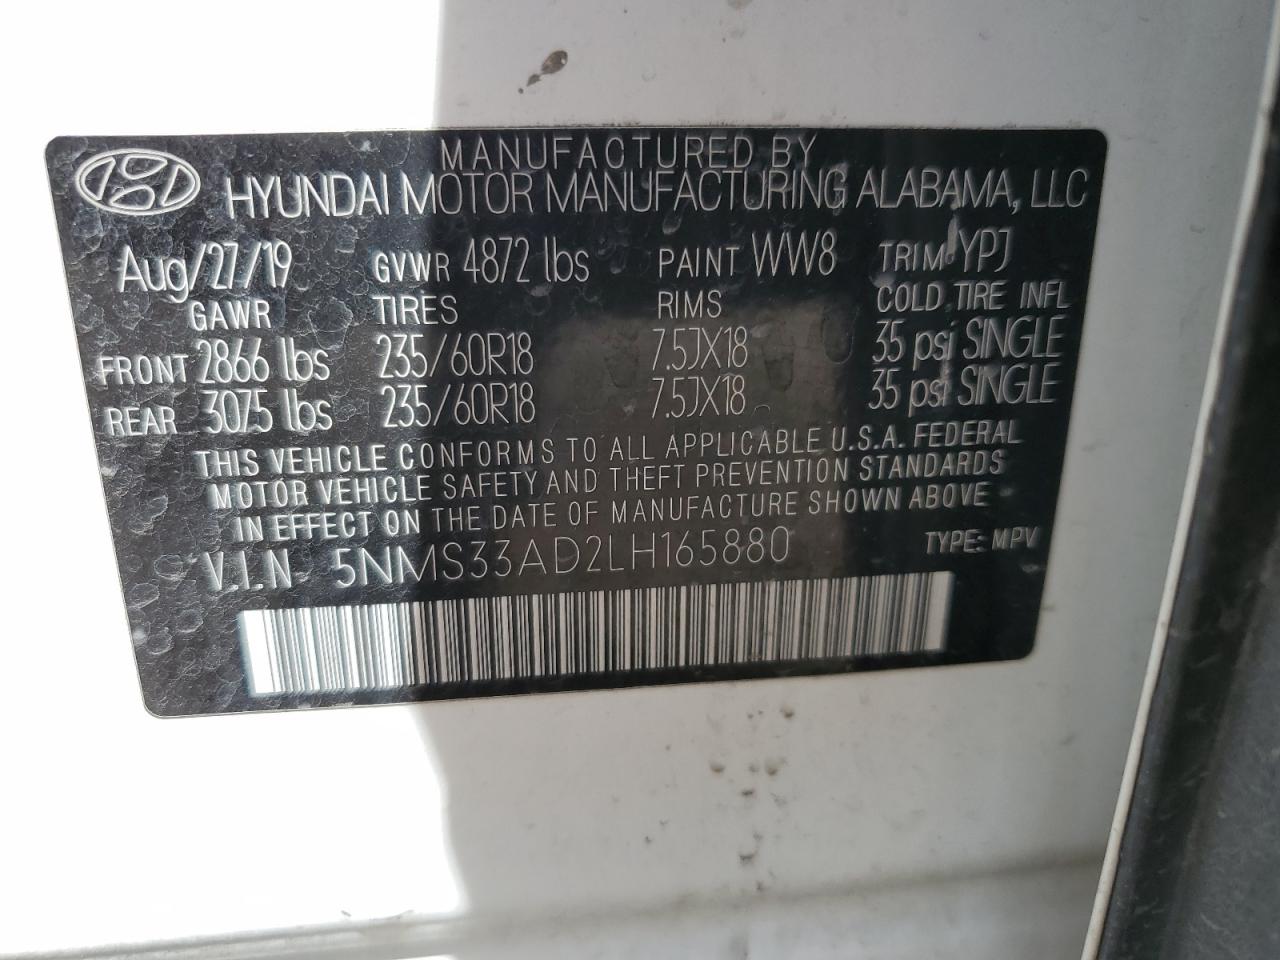 MANUFACTURED BY
HYUNDAI MOTOR MANUFACTURING ALABAMA, LLC
Aug/27/19 GVWR 4872 lbs PAINT WW8 TRIM YPJ
GAWR TIRES RIMS COLD TIRE INFL
FRONT 2866 lbs 235/60R18 7.5JX18 35 psi SINGLE
REAR 3075 lbs 235/60R18 7.5JX18 35 psi SINGLE
THIS VEHICLE CONFORMS TO ALL APPLICABLE U.S.A. FEDERAL
MOTOR VEHICLE SAFETY AND THEFT PREVENTION STANDARDS
IN EFFECT ON THE DATE OF MANUFACTURE SHOWN ABOVE
V.I.N 5NMS33AD2LH165880 TYPE: MPV